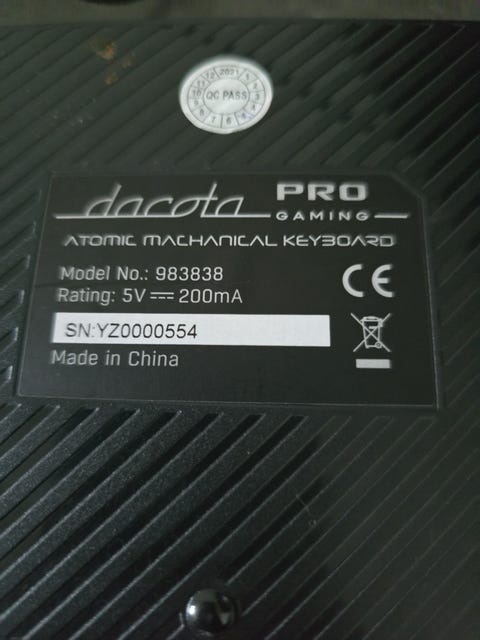 2021
QC PASS
dacota PRO
GAMING
ATOMIC MACHANICAL KEYBOARD
Model No.: 983838
Rating: 5V⎓200mA
SN:YZ0000554
CE
Made in China